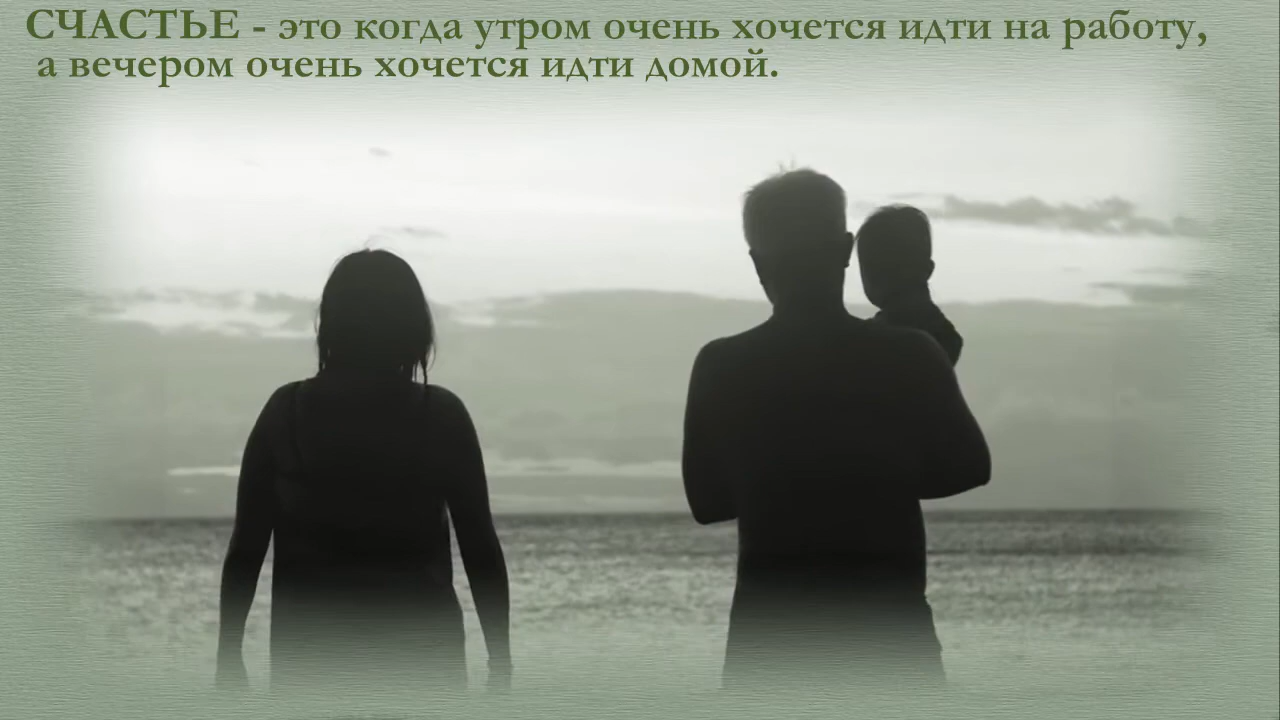 СЧАСТЬЕ - это когда утром очень хочется идти на работу,
а вечером очень хочется идти домой.